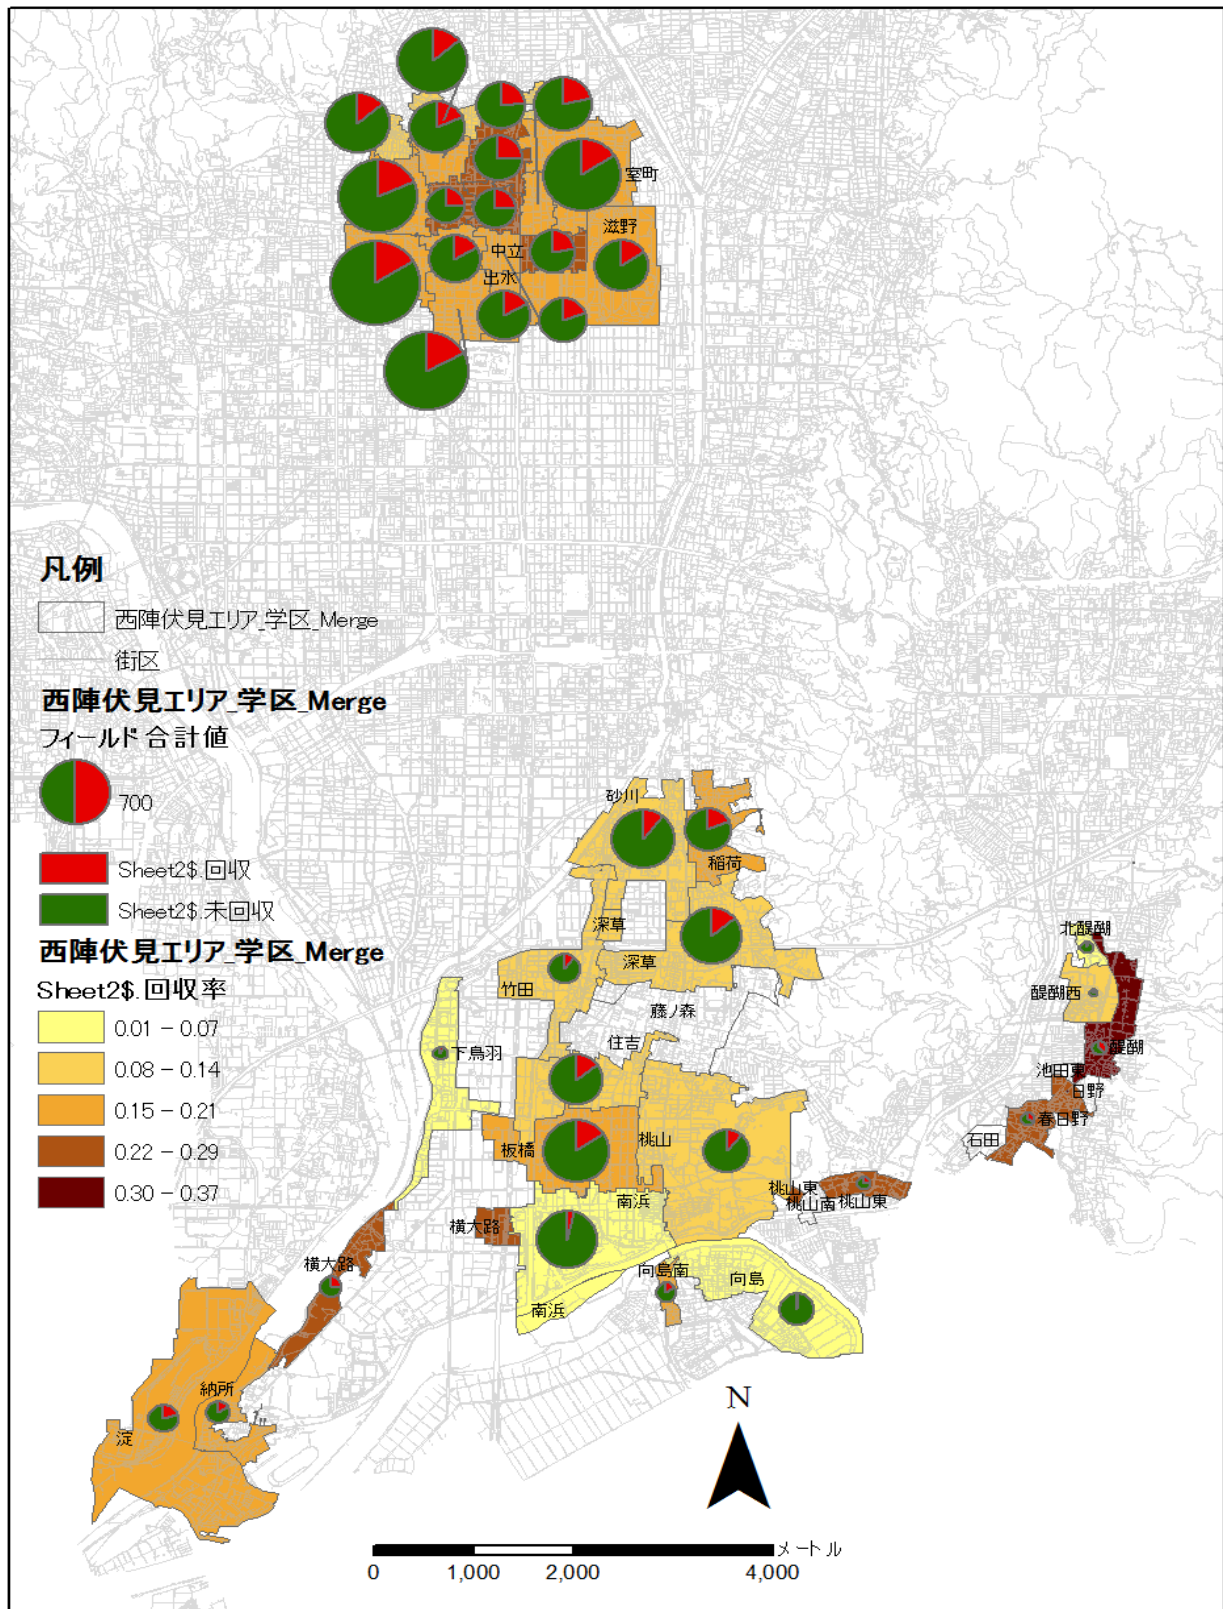 室町
滋野
中立
出水
凡例
西陣伏見エリア_学区_Merge
街区
西陣伏見エリア_学区_Merge
フィールド合計値
700
Sheet2$.回収
Sheet2$.未回収
西陣伏見エリア_学区_Merge
Sheet2$.回収率
0.01 - 0.07
0.08 - 0.14
0.15 - 0.21
0.22 - 0.29
0.30 - 0.37
砂川
稲荷
深草
深草
竹田
藤ノ森
住吉
下鳥羽
北醍醐
醍醐西
醍醐
池田東
日野
春日野
石田
板橋
桃山
桃山東
桃山南
桃山東
南浜
横大路
横大路
向島南
向島
南浜
納所
淀
N
メートル
0
1,000
2,000
4,000